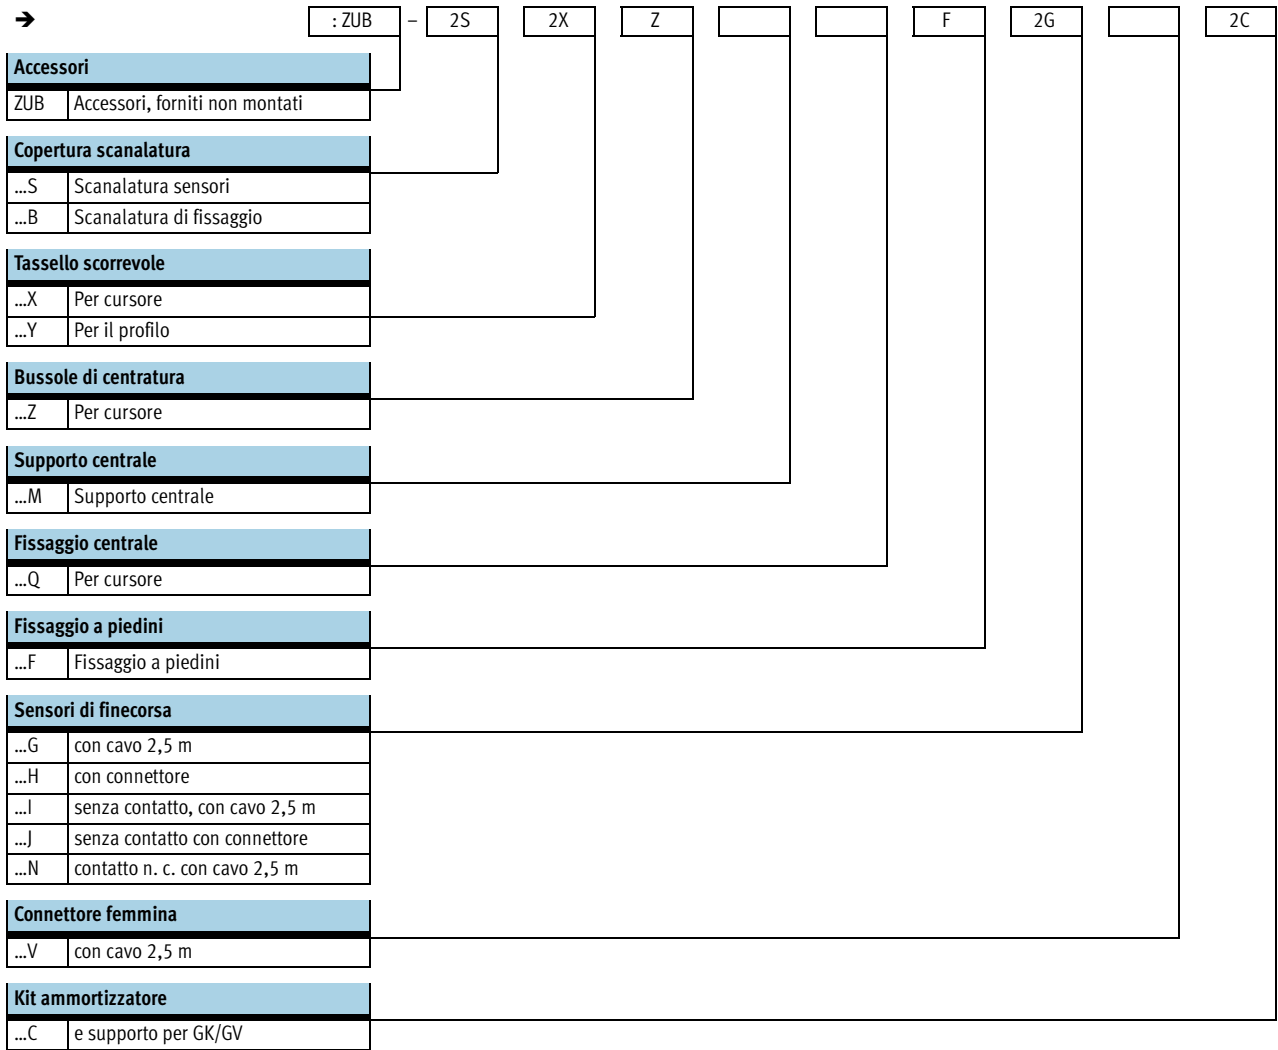 ➔ : ZUB – 2S 2X Z F 2G 2C
Accessori
ZUB Accessori, forniti non montati
Copertura scanalatura
...S Scanalatura sensori
...B Scanalatura di fissaggio
Tassello scorrevole
...X Per cursore
...Y Per il profilo
Bussole di centratura
...Z Per cursore
Supporto centrale
...M Supporto centrale
Fissaggio centrale
...Q Per cursore
Fissaggio a piedini
...F Fissaggio a piedini
Sensori di finecorsa
...G con cavo 2,5 m
...H con connettore
...I senza contatto, con cavo 2,5 m
...J senza contatto con connettore
...N contatto n. c. con cavo 2,5 m
Connettore femmina
...V con cavo 2,5 m
Kit ammortizzatore
...C e supporto per GK/GV